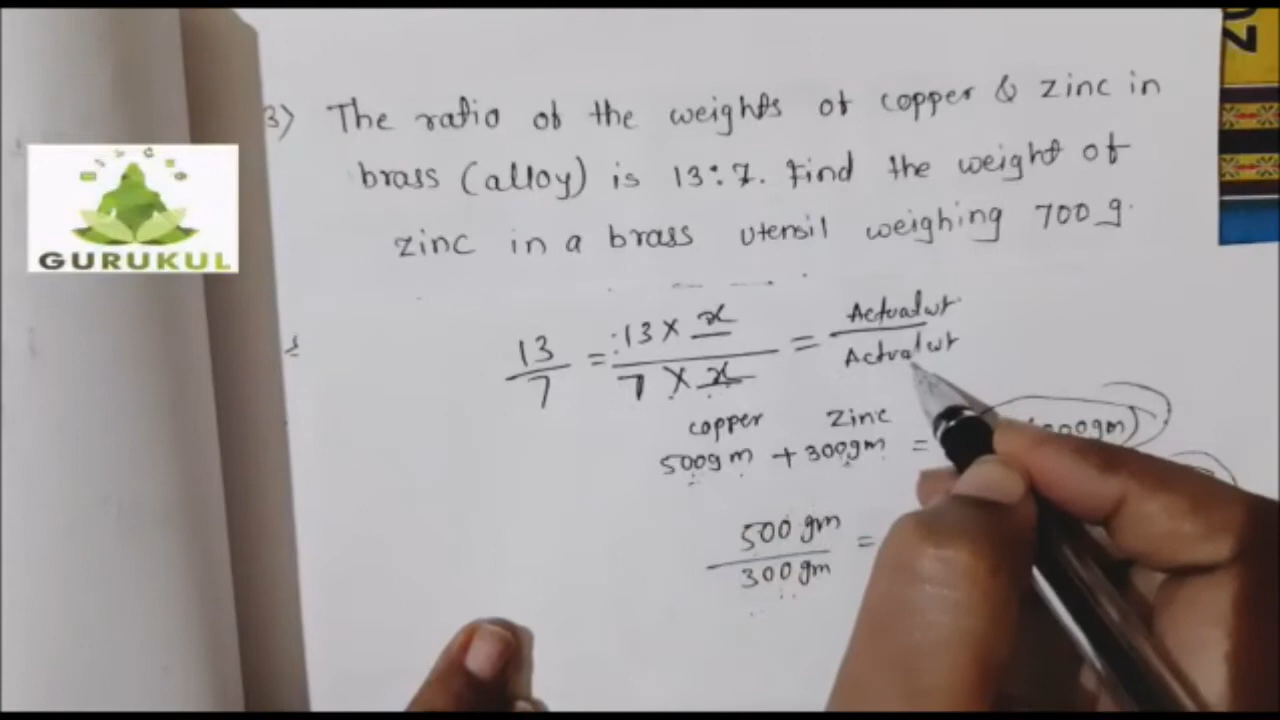 3) The ratio of the weights of copper & zinc in
brass (alloy) is 13:7. Find the weight of
zinc in a brass utensil weighing 700 g.
GURUKUL
13/7 = 13 × x / 7 × x = Actual wt / Actual wt
copper zinc
500gm + 300gm =
500 gm / 300 gm =